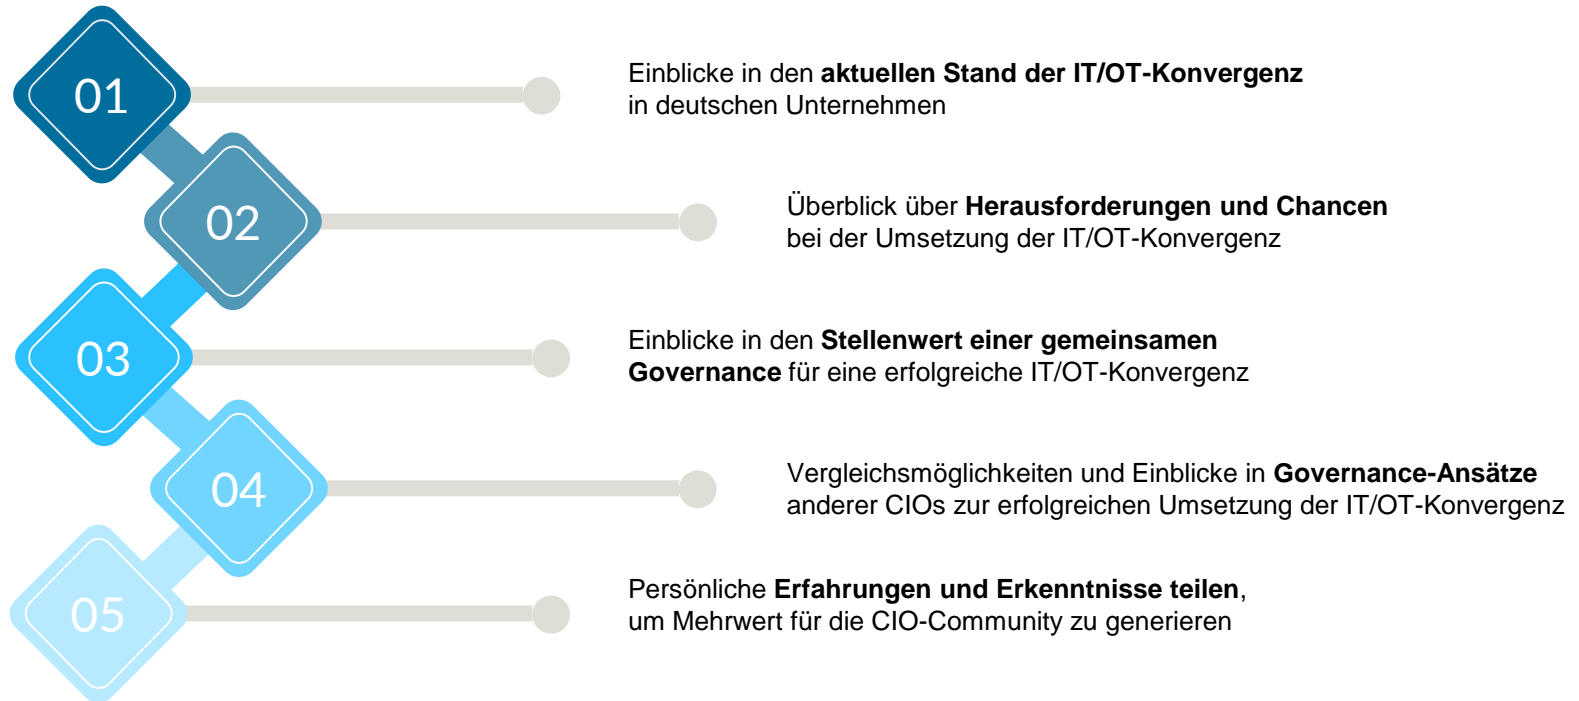 01
Einblicke in den aktuellen Stand der IT/OT-Konvergenz
in deutschen Unternehmen
02
Überblick über Herausforderungen und Chancen
bei der Umsetzung der IT/OT-Konvergenz
03
Einblicke in den Stellenwert einer gemeinsamen
Governance für eine erfolgreiche IT/OT-Konvergenz
04
Vergleichsmöglichkeiten und Einblicke in Governance-Ansätze
anderer CIOs zur erfolgreichen Umsetzung der IT/OT-Konvergenz
05
Persönliche Erfahrungen und Erkenntnisse teilen,
um Mehrwert für die CIO-Community zu generieren